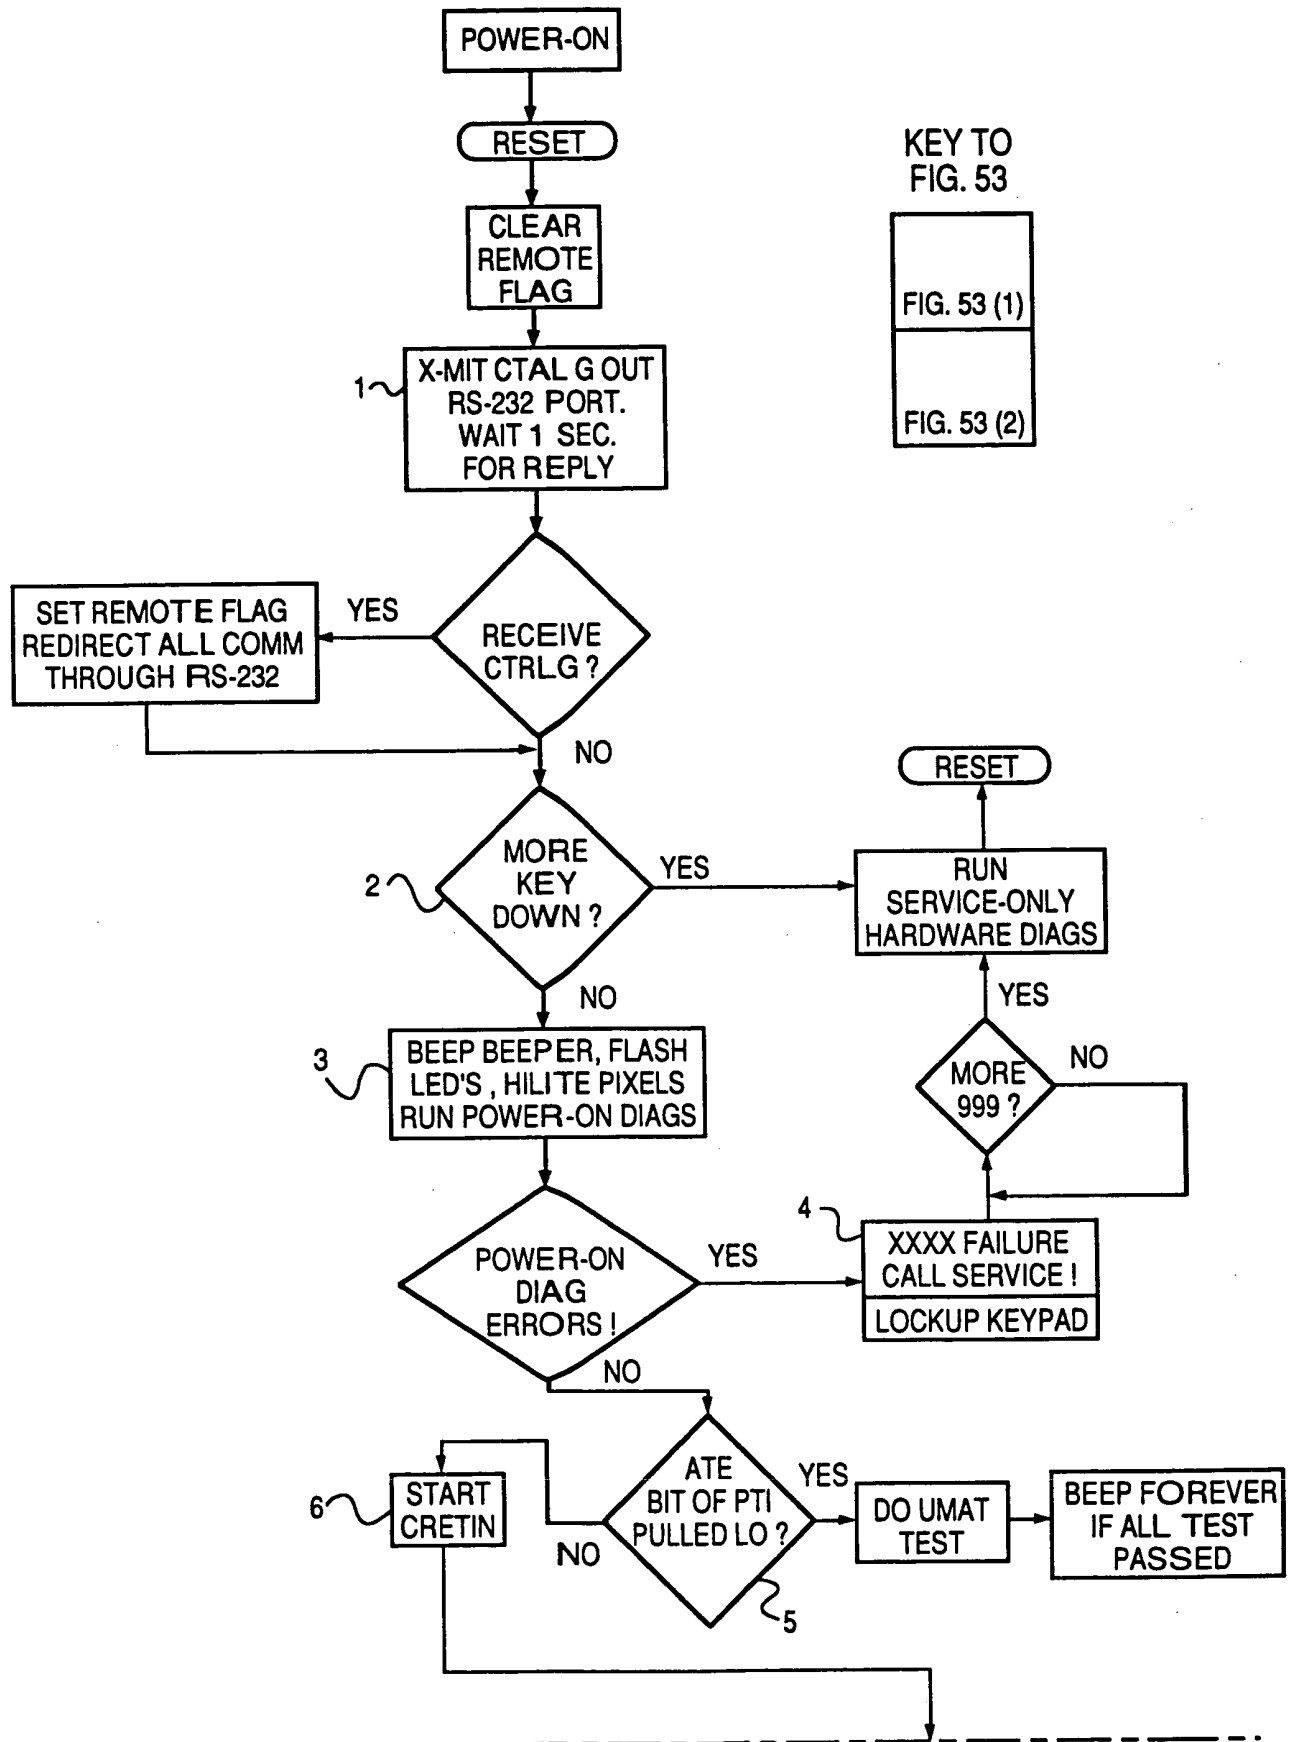 POWER-ON
RESET
CLEAR
REMOTE
FLAG
KEY TO
FIG. 53
FIG. 53 (1)
FIG. 53 (2)
1
X-MIT CTAL G OUT
RS-232 PORT.
WAIT 1 SEC.
FOR REPLY
RECEIVE
CTRLG ?
YES
SET REMOTE FLAG
REDIRECT ALL COMM
THROUGH RS-232
NO
2
MORE
KEY
DOWN ?
YES
RESET
RUN
SERVICE-ONLY
HARDWARE DIAGS
NO
YES
3
BEEP BEEPER, FLASH
LED'S , HILITE PIXELS
RUN POWER-ON DIAGS
MORE
999 ?
NO
4
XXXX FAILURE
CALL SERVICE !
LOCKUP KEYPAD
POWER-ON
DIAG
ERRORS !
YES
NO
ATE
BIT OF PTI
PULLED LO ?
YES
DO UMAT
TEST
BEEP FOREVER
IF ALL TEST
PASSED
6
START
CRETIN
NO
5